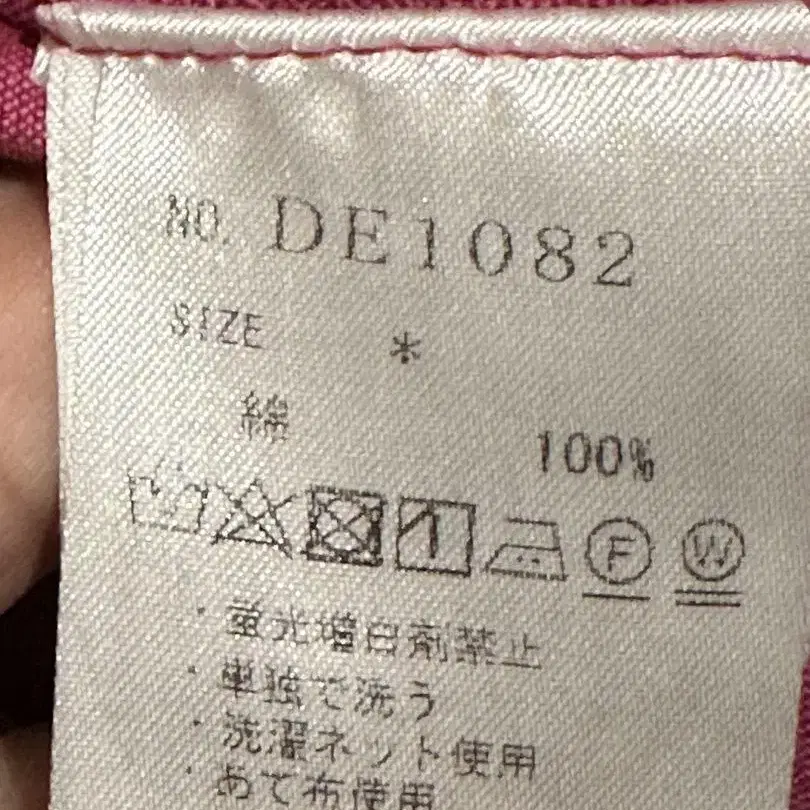 NO. DE1082
SIZE *
綿 100%
F W
・蛍光増白剤禁止
・単独で洗う
・洗濯ネット使用
・あて布使用